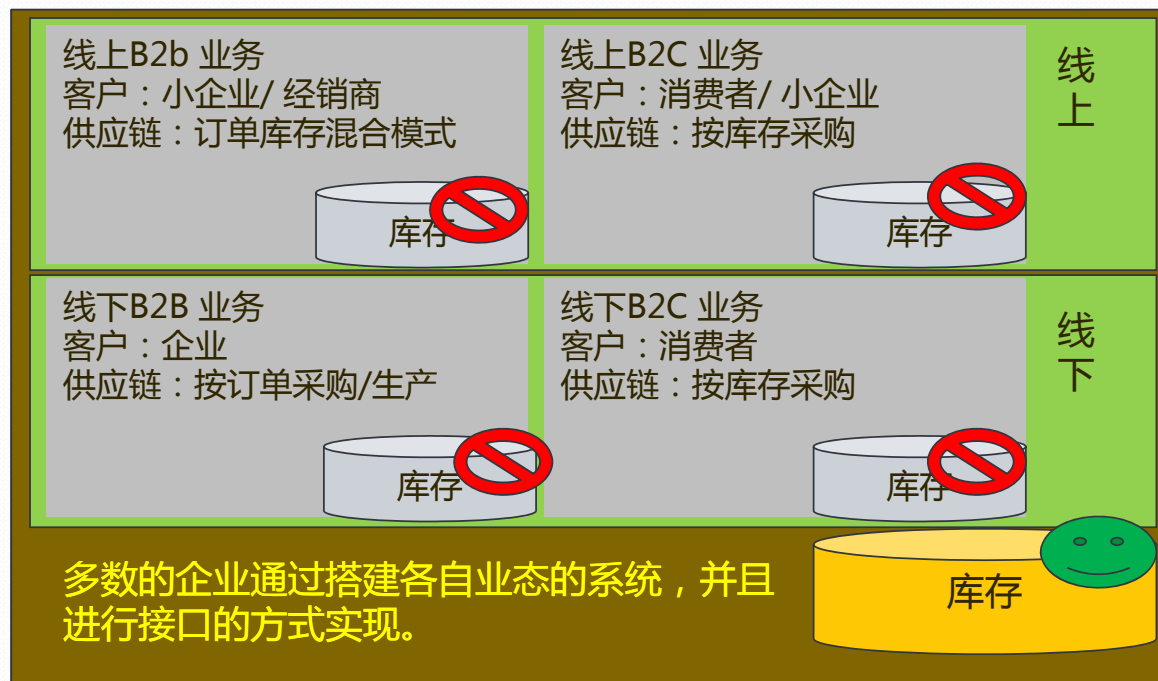 线上B2b 业务
客户：小企业/ 经销商
供应链：订单库存混合模式
库存
线上B2C 业务
客户：消费者/ 小企业
供应链：按库存采购
库存
线上
线下B2B 业务
客户：企业
供应链：按订单采购/生产
库存
线下B2C 业务
客户：消费者
供应链：按库存采购
库存
线下
多数的企业通过搭建各自业态的系统，并且
进行接口的方式实现。
库存